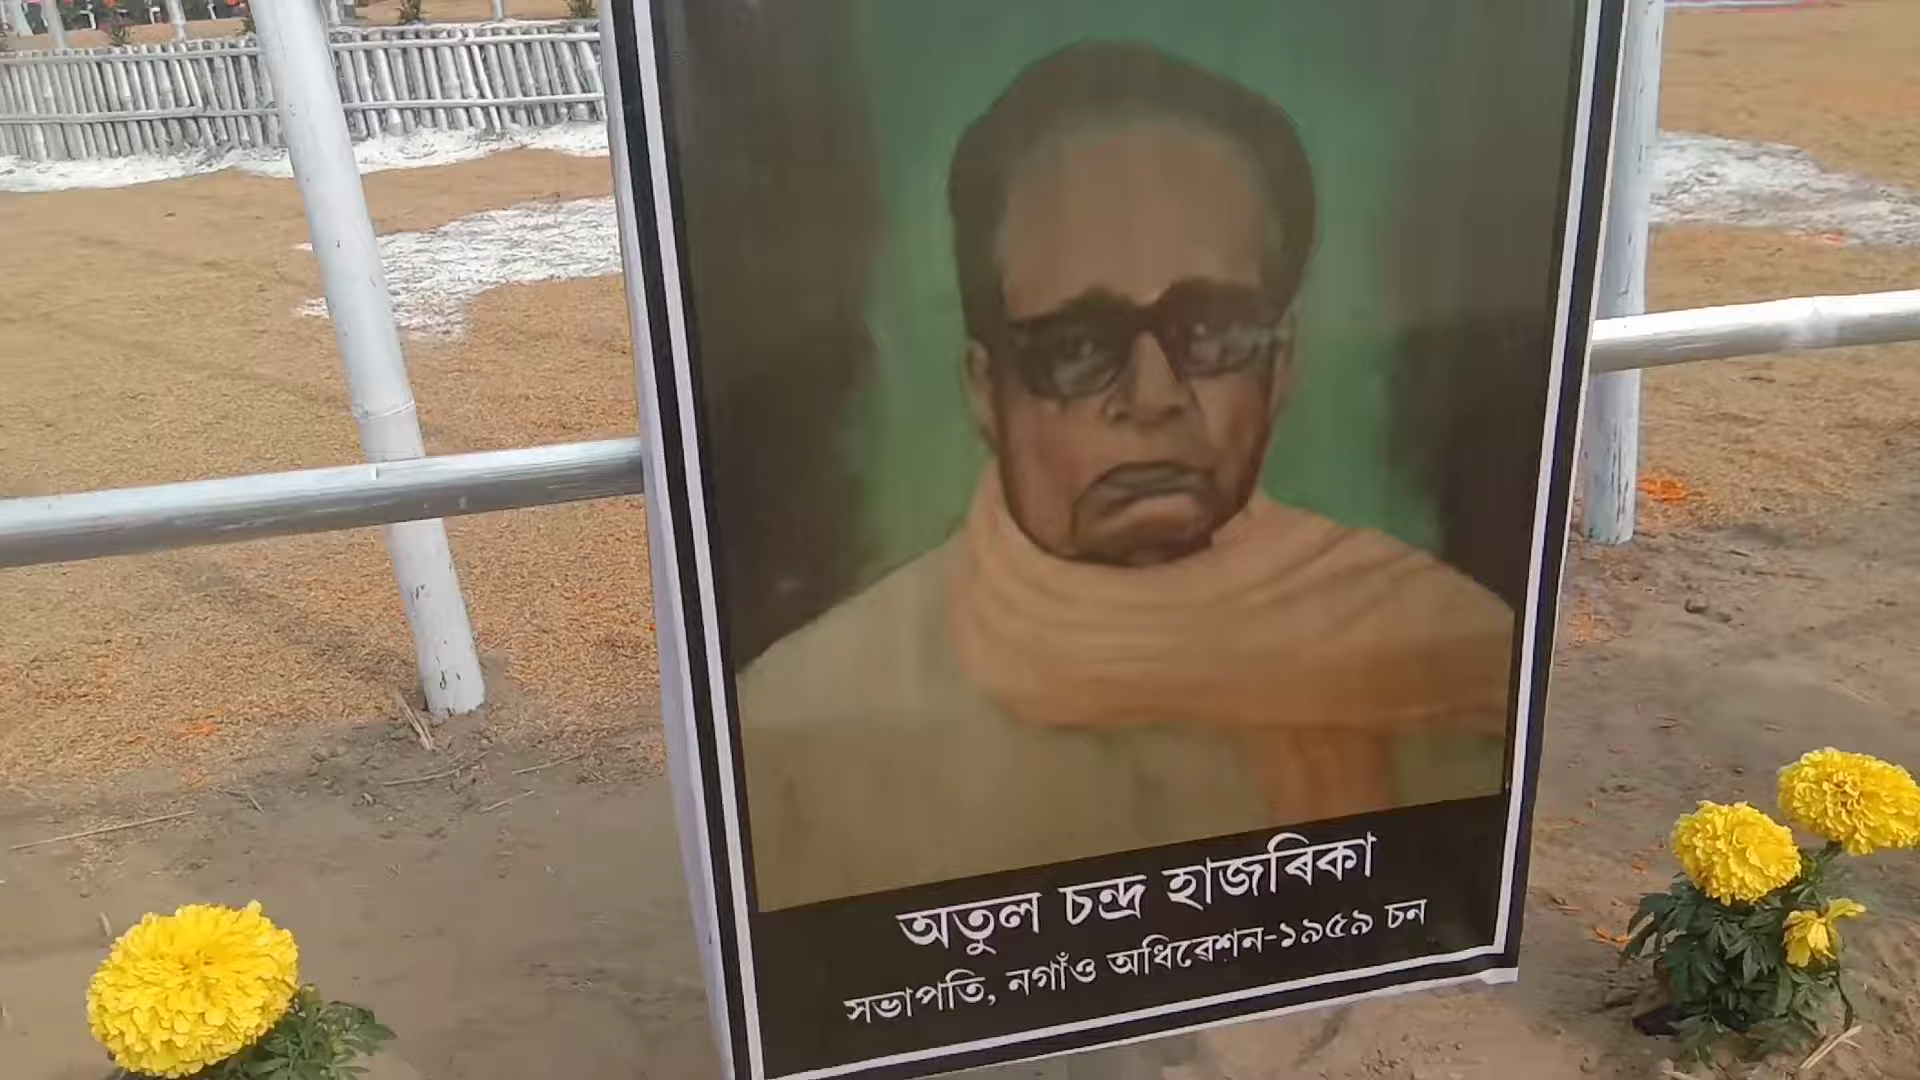 অতুল চন্দ্ৰ হাজৰিকা
সভাপতি, নগাঁও অধিৱেশন-১৯৫৯ চন